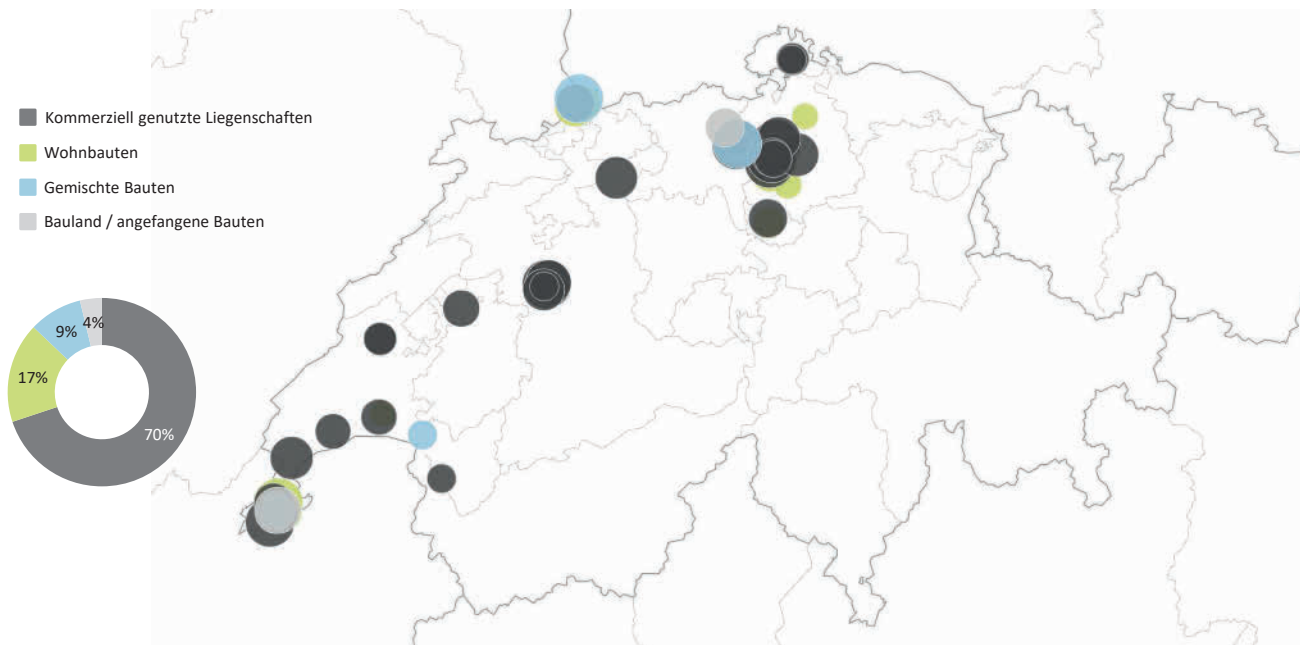 Kommerziell genutzte Liegenschaften
Wohnbauten
Gemischte Bauten
Bauland / angefangene Bauten
9%
4%
17%
70%